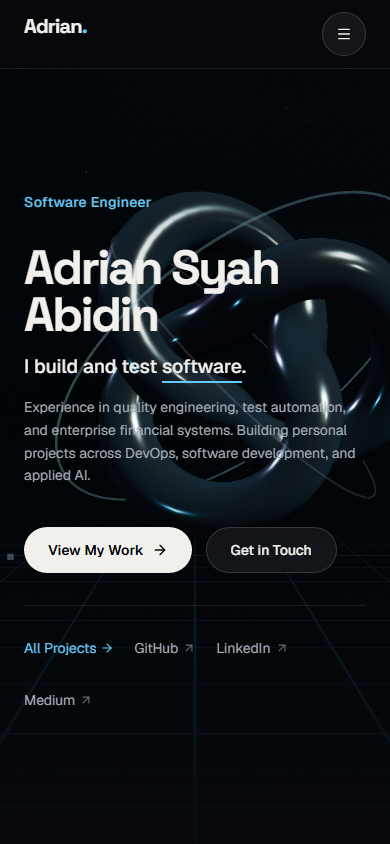 Adrian.
Software Engineer
Adrian Syah
Abidin
I build and test software.
Experience in quality engineering, test automation,
and enterprise financial systems. Building personal
projects across DevOps, software development, and
applied AI.
View My Work →
Get in Touch
All Projects →
GitHub ↗
LinkedIn ↗
Medium ↗